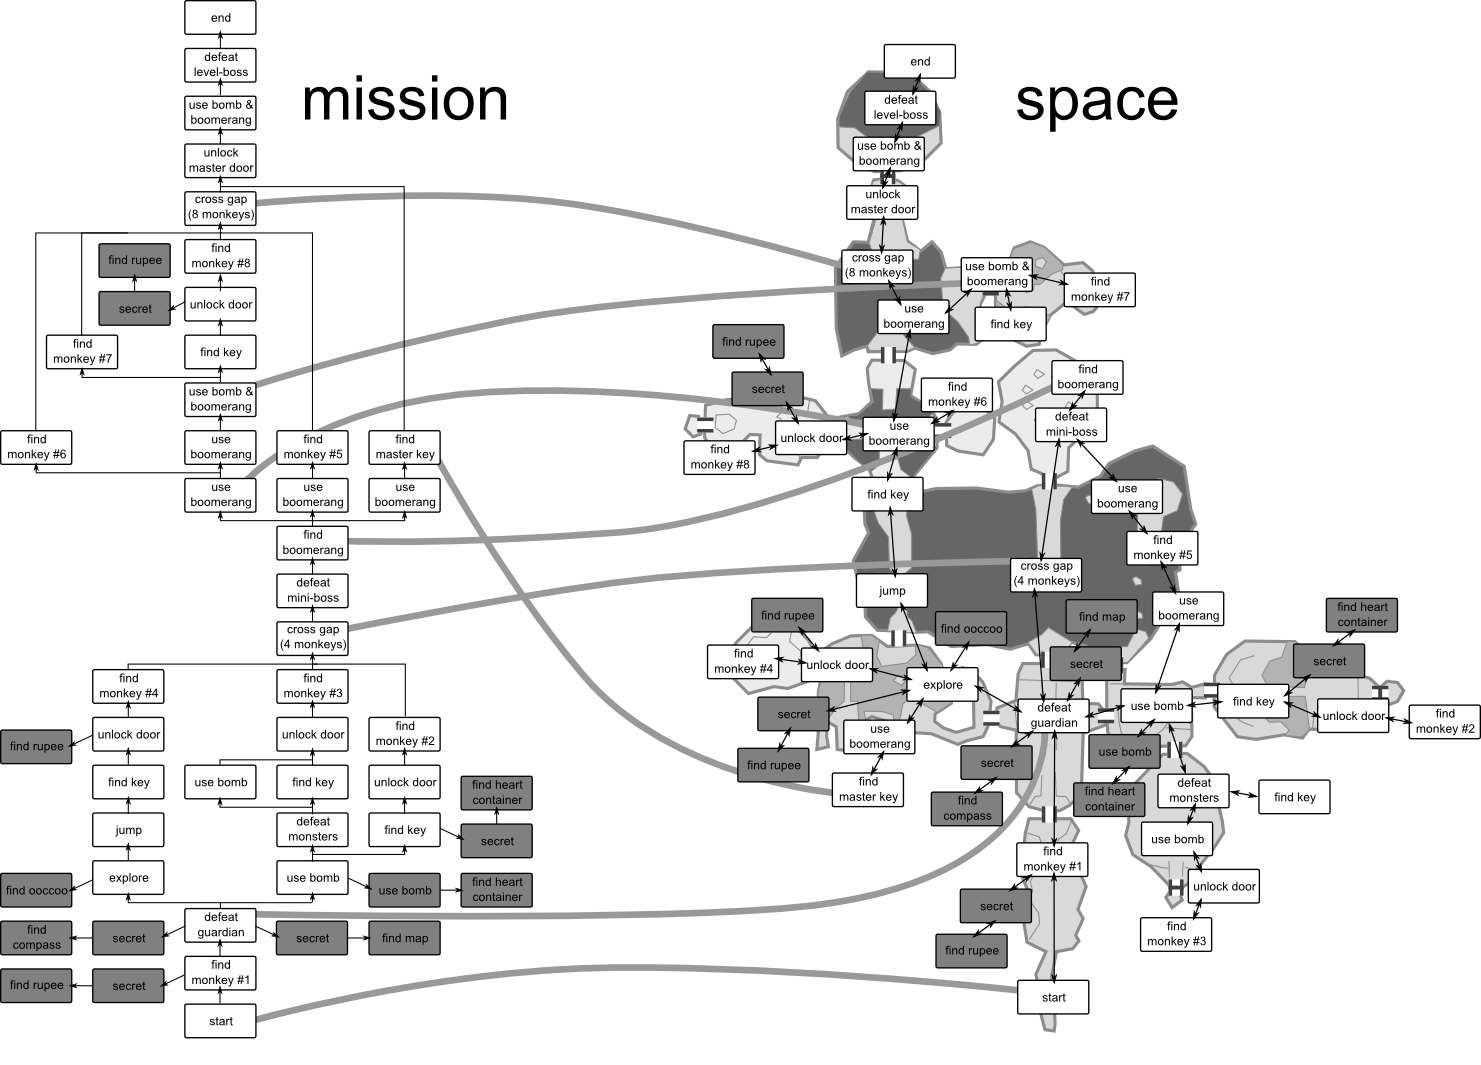 mission
end
defeat
level-boss
use bomb &
boomerang
unlock
master door
cross gap
(8 monkeys)
find rupee
find
monkey #8
secret
unlock door
find
monkey #7
find key
use bomb &
boomerang
find
monkey #6
use
boomerang
find
monkey #5
find
master key
use
boomerang
use
boomerang
use
boomerang
find
boomerang
defeat
mini-boss
cross gap
(4 monkeys)
find
monkey #4
find
monkey #3
find
monkey #2
find rupee
unlock door
unlock door
find key
use bomb
find key
unlock door
find heart
container
jump
defeat
monsters
find key
secret
find ooccoo
explore
use bomb
use bomb
find heart
container
find
compass
secret
defeat
guardian
secret
find map
find rupee
secret
find
monkey #1
start
space
end
defeat
level-boss
use bomb &
boomerang
unlock
master door
cross gap
(8 monkeys)
use bomb &
boomerang
find
monkey #7
use
boomerang
find key
find rupee
secret
find
monkey #6
find
boomerang
unlock door
use
boomerang
defeat
mini-boss
find
monkey #8
find key
use
boomerang
find
monkey #5
cross gap
(4 monkeys)
jump
use
boomerang
find rupee
find ooccoo
find map
find heart
container
find
monkey #4
unlock door
explore
secret
secret
secret
defeat
guardian
use bomb
find key
unlock door
find
monkey #2
use
boomerang
find rupee
secret
use bomb
find
master key
find
compass
find heart
container
defeat
monsters
find key
use bomb
find
monkey #1
unlock door
secret
find
monkey #3
find rupee
start